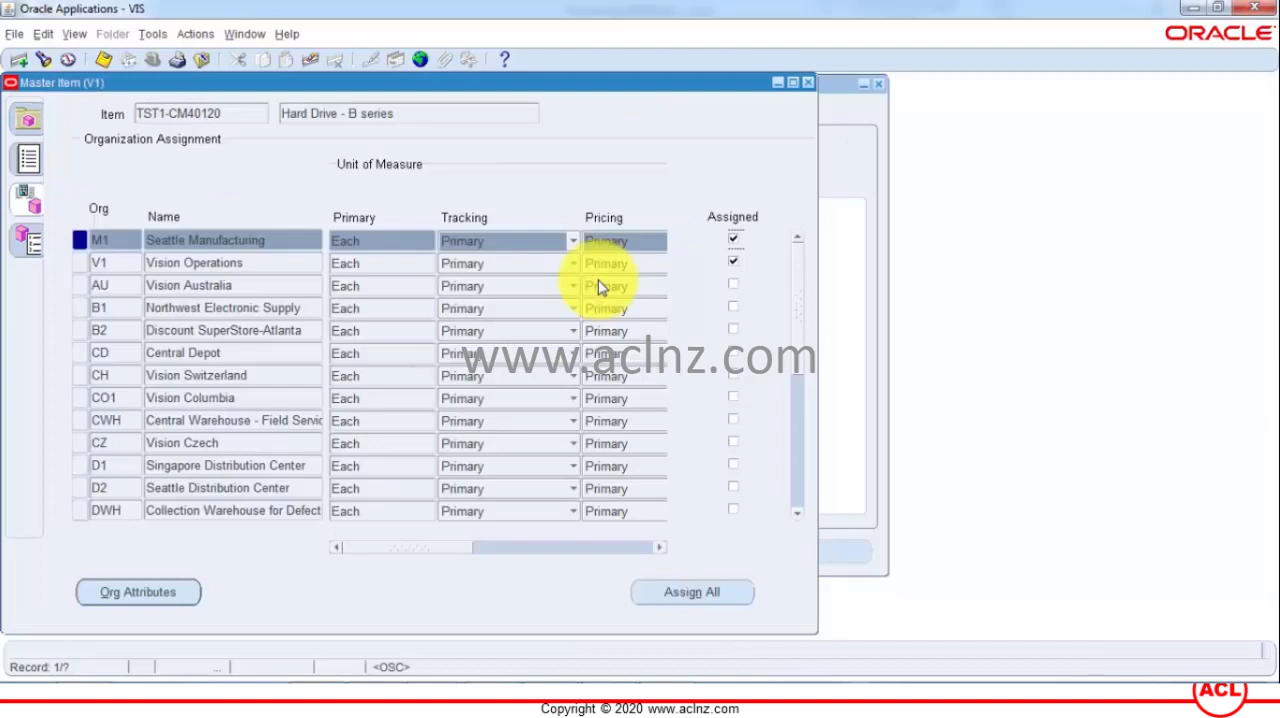 Oracle Applications - VIS
File Edit View Folder Tools Actions Window Help
ORACLE
Master Item (V1)
Item TST1-CM40120 Hard Drive - B series
Organization Assignment
Unit of Measure
Org Name Primary Tracking Pricing Assigned
M1 Seattle Manufacturing Each Primary Primary
V1 Vision Operations Each Primary Primary
AU Vision Australia Each Primary Primary
B1 Northwest Electronic Supply Each Primary Primary
B2 Discount SuperStore-Atlanta Each Primary Primary
CD Central Depot Each Primary Primary
www.aclnz.com
CH Vision Switzerland Each Primary Primary
CO1 Vision Columbia Each Primary Primary
CWH Central Warehouse - Field Servic Each Primary Primary
CZ Vision Czech Each Primary Primary
D1 Singapore Distribution Center Each Primary Primary
D2 Seattle Distribution Center Each Primary Primary
DWH Collection Warehouse for Defect Each Primary Primary
Org Attributes Assign All
Record: 1/? ... <OSC>
ACL
Copyright © 2020 www.aclnz.com